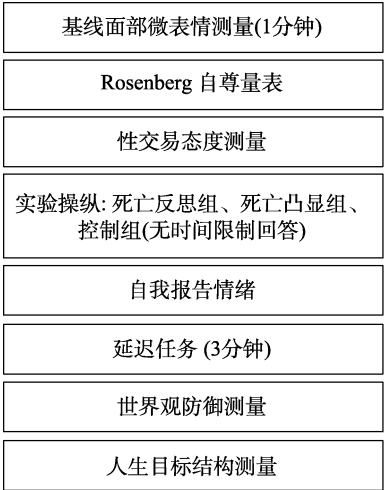 基线面部微表情测量(1分钟)
Rosenberg 自尊量表
性交易态度测量
实验操纵: 死亡反思组、死亡凸显组、
控制组(无时间限制回答)
自我报告情绪
延迟任务 (3分钟)
世界观防御测量
人生目标结构测量